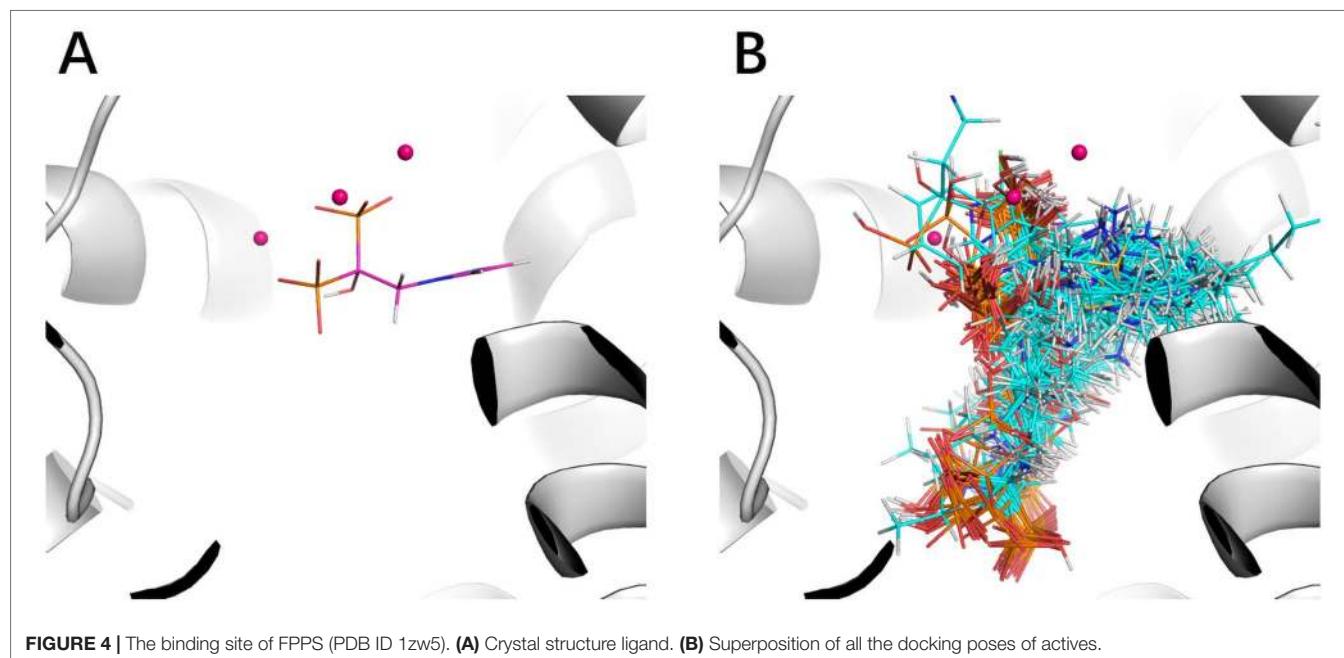 A
B
FIGURE 4 | The binding site of FPPS (PDB ID 1zw5). (A) Crystal structure ligand. (B) Superposition of all the docking poses of actives.